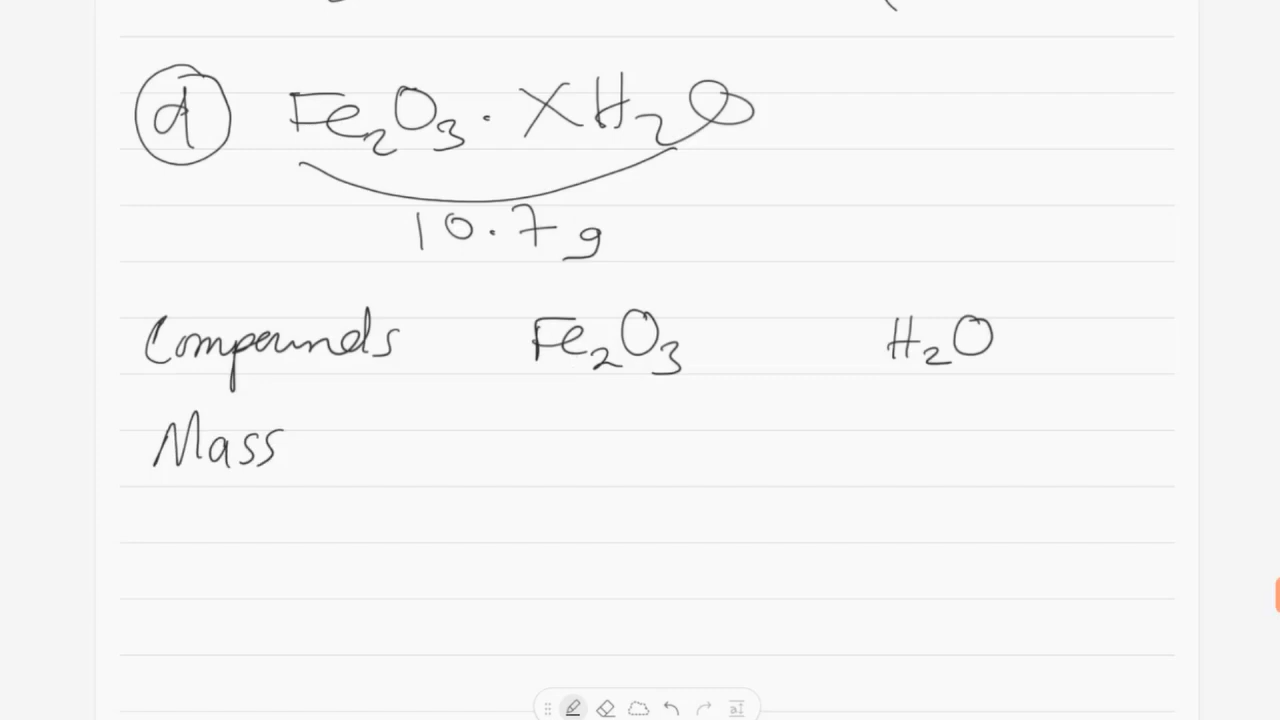 d Fe₂O₃ · XH₂O
10.7g
Compounds Fe₂O₃ H₂O
Mass